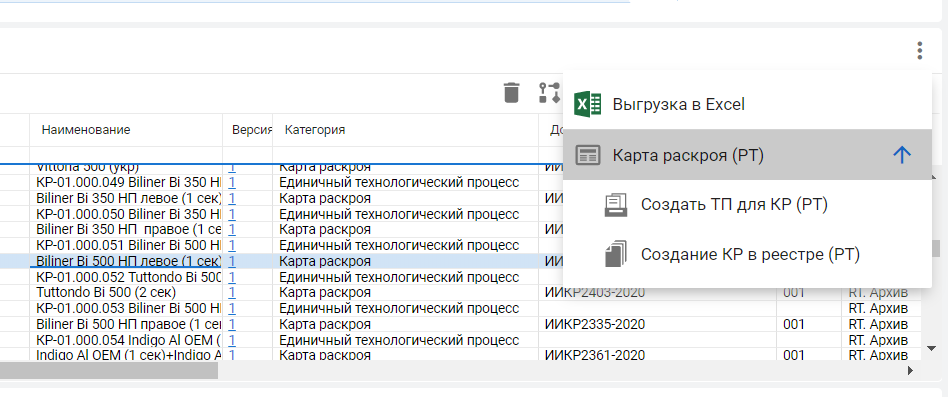 Выгрузка в Excel
Наименование Версия Категория
Карта раскроя (РТ)
Vittoria 500 (укр) 1 Карта раскроя
КР-01.000.049 Biliner Bi 350 НП 1 Единичный технологический процесс
Biliner Bi 350 НП левое (1 сек) 1 Карта раскроя
КР-01.000.050 Biliner Bi 350 НП 1 Единичный технологический процесс
Создать ТП для КР (РТ)
Biliner Bi 350 НП правое (1 се 1 Карта раскроя
КР-01.000.051 Biliner Bi 500 НП 1 Единичный технологический процесс
Создание КР в реестре (РТ)
Biliner Bi 500 НП левое (1 сек) 1 Карта раскроя
КР-01.000.052 Tuttondo Bi 500 1 Единичный технологический процесс
Tuttondo Bi 500 (2 сек) 1 Карта раскроя ИИКР2403-2020 001 RT. Архив
КР-01.000.053 Biliner Bi 500 НП 1 Единичный технологический процесс RT. Архив
Biliner Bi 500 НП правое (1 сек 1 Карта раскроя ИИКР2335-2020 001 RT. Архив
КР-01.000.054 Indigo Al OEM (1 1 Единичный технологический процесс RT. Архив
Indigo Al OEM (1 сек)+Indigo A 1 Карта раскроя ИИКР2361-2020 001 RT. Архив